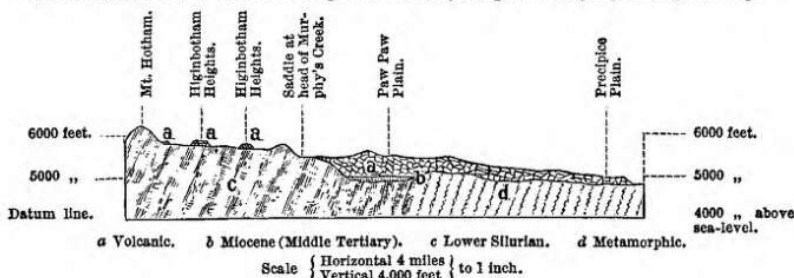 Mt. Hotham.
Higinbotham
Heights.
Higinbotham
Heights.
Saddle at
head of Mur-
phy's Creek.
Paw Paw
Plain.
Precipice
Plain.
6000 feet.
a a a
6000 feet.
5000 „
c a b d
5000 „
Datum line.
4000 „ above
sea-level.
a Volcanic. b Miocene (Middle Tertiary). c Lower Silurian. d Metamorphic.
Scale { Horizontal 4 miles
Vertical 4,000 feet } to 1 inch.